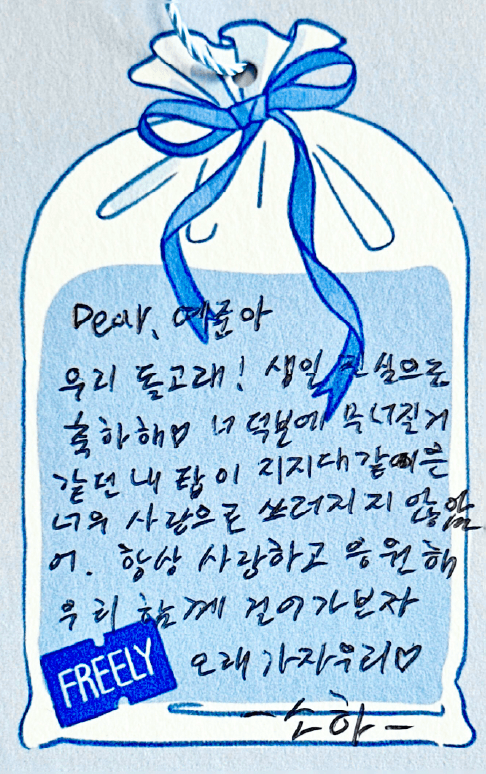 Dear, 예준아
우리 돌고래! 생일 진심으로
축하해♡ 너 덕분에 무너질거
같던 내 탑이 지지대같은
너의 사랑으로 쓰러지지 않았
어. 항상 사랑하고 응원해
우리 함께 걸어가보자
오래가자우리♡
FREELY
-소하-